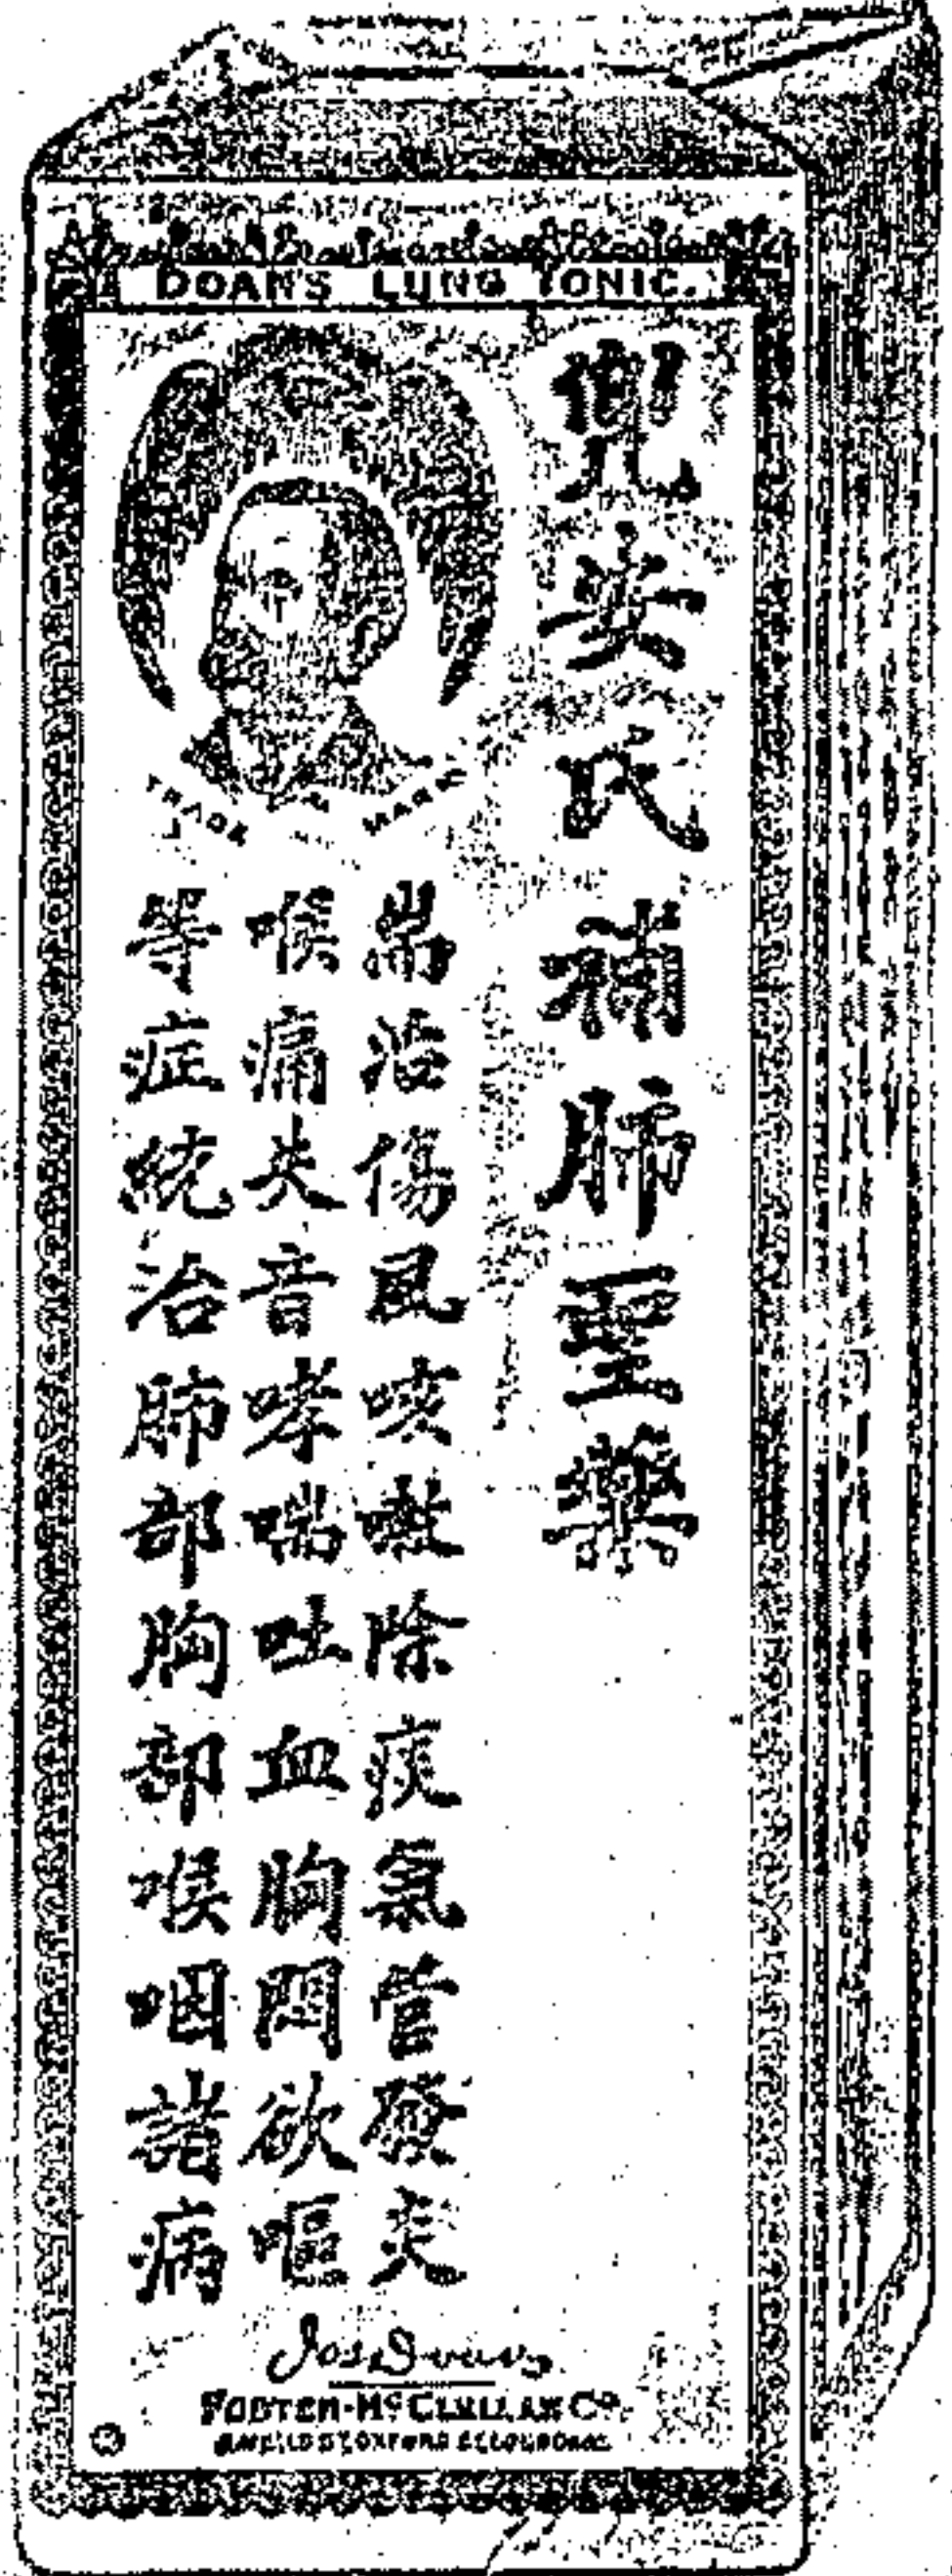 DOAN'S LUNG TONIC.
兜安氏補肺聖藥
TRADE MARK
耑治傷風咳嗽除痰氣管發炎
喉痛失音哮喘吐血胸悶欲嘔
等症統治肺部胸部喉咽諸病
FOSTER-McCLELLAN Co.